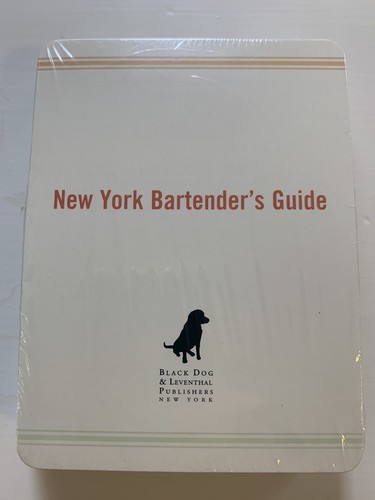 New York Bartender's Guide
BLACK DOG
& LEVENTHAL
PUBLISHERS
NEW YORK